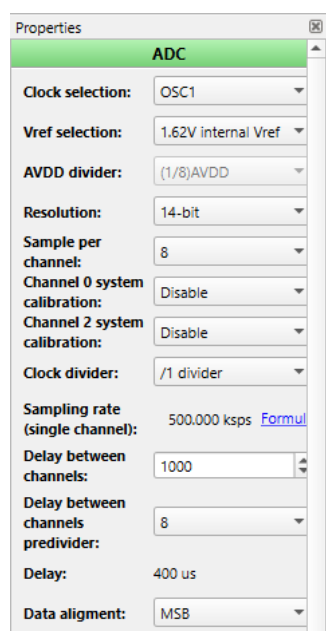 Properties
ADC
Clock selection: OSC1
Vref selection: 1.62V internal Vref
AVDD divider: (1/8)AVDD
Resolution: 14-bit
Sample per
channel: 8
Channel 0 system
calibration: Disable
Channel 2 system
calibration: Disable
Clock divider: /1 divider
Sampling rate
(single channel): 500.000 ksps Formul
Delay between
channels: 1000
Delay between
channels
predivider: 8
Delay: 400 us
Data aligment: MSB